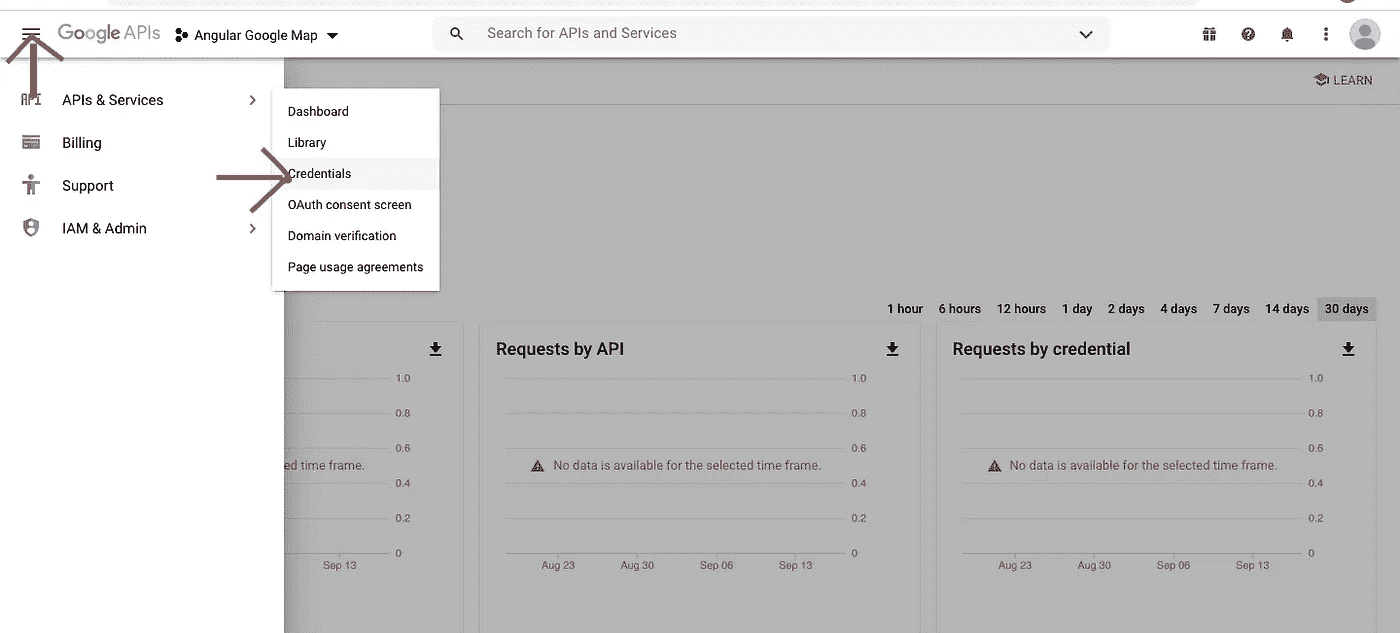 Google APIs
Angular Google Map
Search for APIs and Services
LEARN
API APIs & Services
Billing
Support
IAM & Admin
Dashboard
Library
Credentials
OAuth consent screen
Domain verification
Page usage agreements
1 hour 6 hours 12 hours 1 day 2 days 4 days 7 days 14 days 30 days
1.0
0.8
0.6
ed time frame.
0.4
0.2
0
Sep 13
Requests by API
1.0
0.8
0.6
No data is available for the selected time frame.
0.4
0.2
0
Aug 23 Aug 30 Sep 06 Sep 13
Requests by credential
1.0
0.8
0.6
No data is available for the selected time frame.
0.4
0.2
0
Aug 23 Aug 30 Sep 06 Sep 13